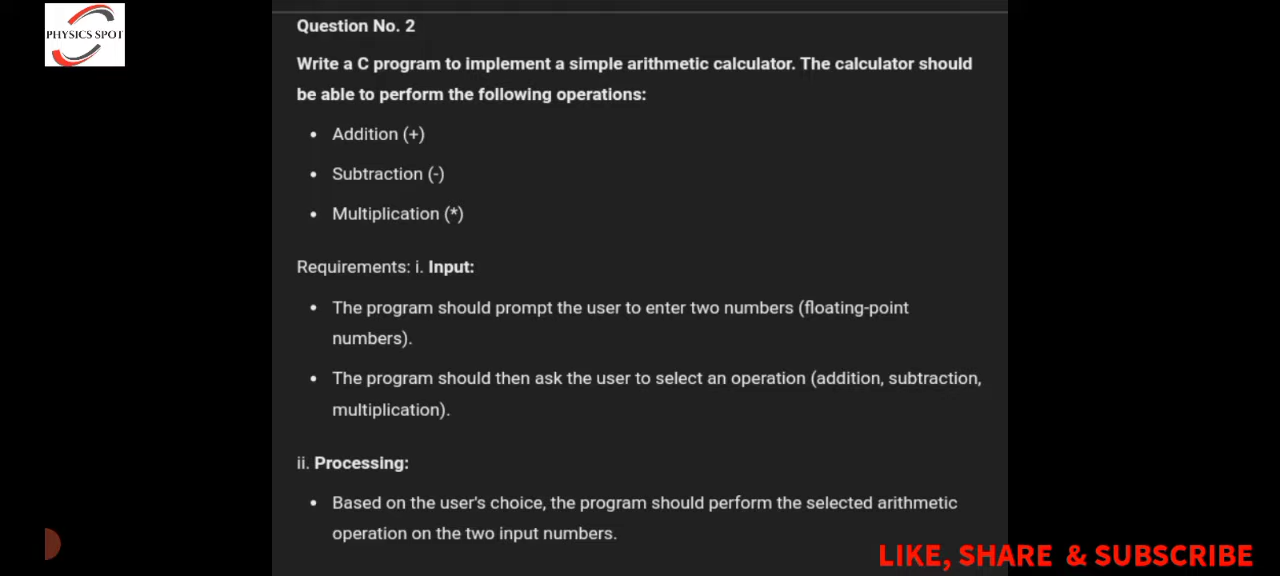 PHYSICS SPOT
Question No. 2
Write a C program to implement a simple arithmetic calculator. The calculator should
be able to perform the following operations:
• Addition (+)
• Subtraction (-)
• Multiplication (*)
Requirements: i. Input:
• The program should prompt the user to enter two numbers (floating-point
numbers).
• The program should then ask the user to select an operation (addition, subtraction,
multiplication).
ii. Processing:
• Based on the user's choice, the program should perform the selected arithmetic
operation on the two input numbers.
LIKE, SHARE & SUBSCRIBE